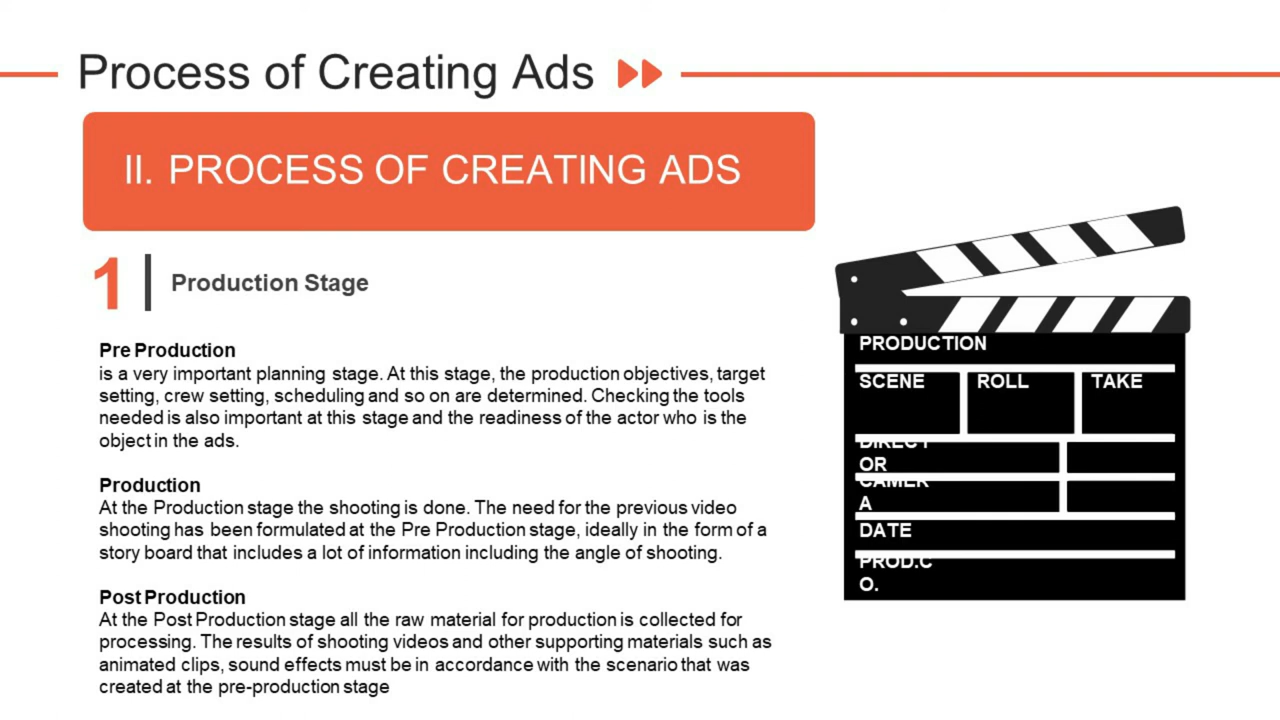 Process of Creating Ads
II. PROCESS OF CREATING ADS
1
Production Stage
Pre Production
is a very important planning stage. At this stage, the production objectives, target
setting, crew setting, scheduling and so on are determined. Checking the tools
needed is also important at this stage and the readiness of the actor who is the
object in the ads.
Production
At the Production stage the shooting is done. The need for the previous video
shooting has been formulated at the Pre Production stage, ideally in the form of a
story board that includes a lot of information including the angle of shooting.
Post Production
At the Post Production stage all the raw material for production is collected for
processing. The results of shooting videos and other supporting materials such as
animated clips, sound effects must be in accordance with the scenario that was
created at the pre-production stage
PRODUCTION
SCENE ROLL TAKE
DIRECT
OR
CAMER
A
DATE
PROD.C
O.